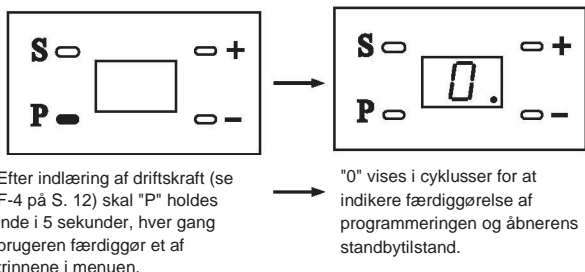 S +
P −
S +
0.
P −
Efter indlæring af driftskraft (se
F-4 på S. 12) skal "P" holdes
inde i 5 sekunder, hver gang
brugeren færdiggør et af
trinnene i menuen.
"0" vises i cyklusser for at
indikere færdiggørelse af
programmeringen og åbnerens
standbytilstand.